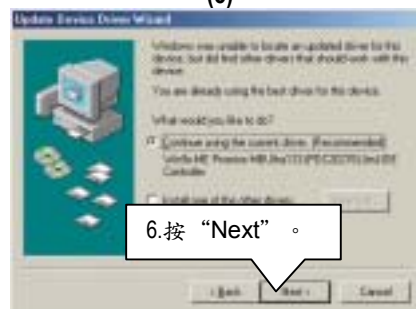 Update Device Driver Wizard
Windows was unable to locate an updated driver for this
device, but did find other drivers that should work with this
device.
You are already using the best driver for this device.
What would you like to do?
Continue using the current driver. (Recommended)
Controller
Install one of the other drivers.
6.按“Next”。
< Back
Next >
Cancel